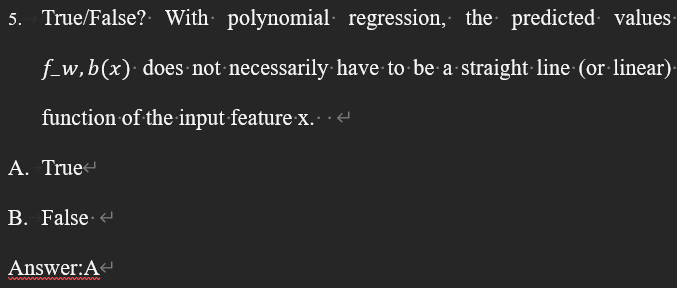 5. True/False? With polynomial regression, the predicted values
f_w,b(x) does not necessarily have to be a straight line (or linear)
function of the input feature x.
A. True
B. False
Answer:A